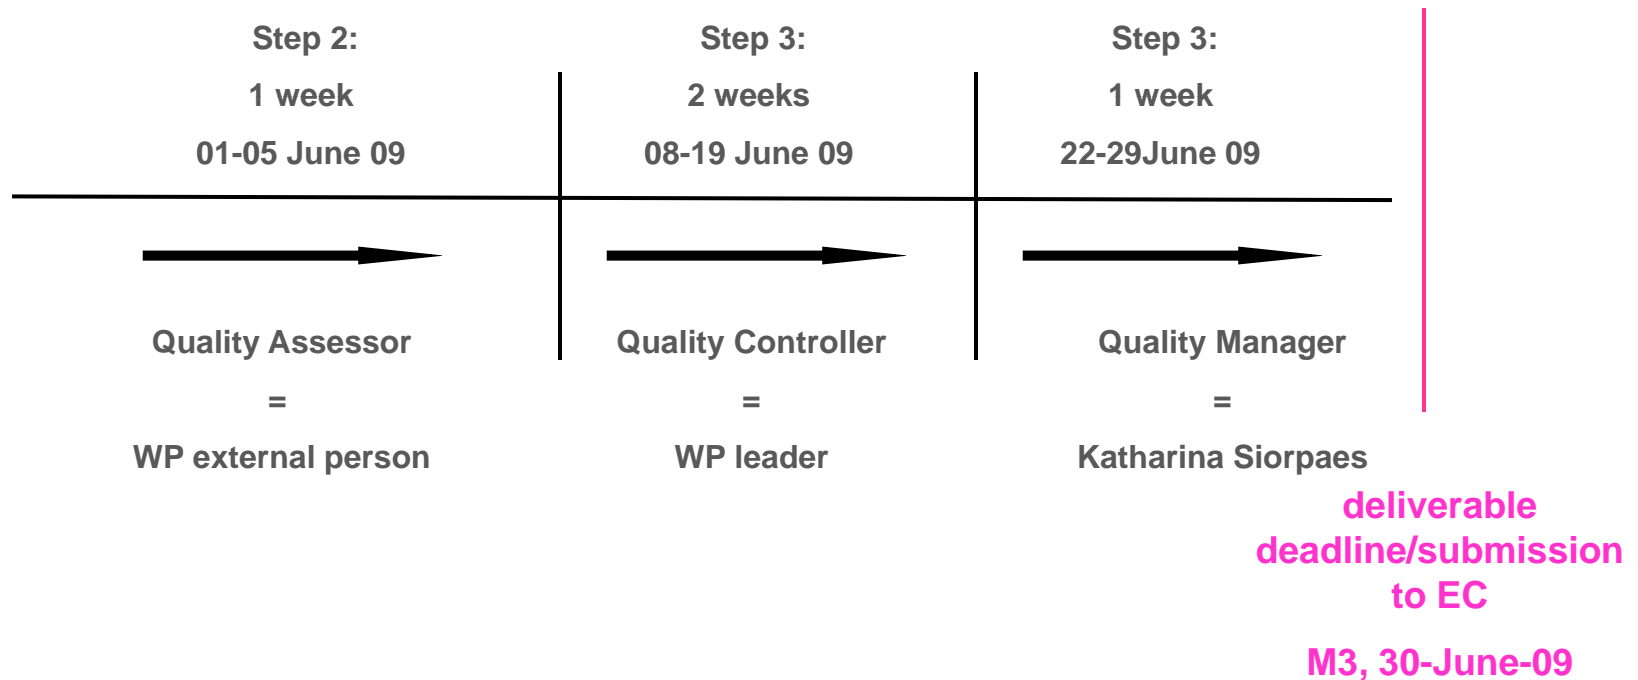 Step 2:
1 week
01-05 June 09
Step 3:
2 weeks
08-19 June 09
Step 3:
1 week
22-29June 09
Quality Assessor
=
WP external person
Quality Controller
=
WP leader
Quality Manager
=
Katharina Siorpaes
deliverable
deadline/submission
to EC
M3, 30-June-09